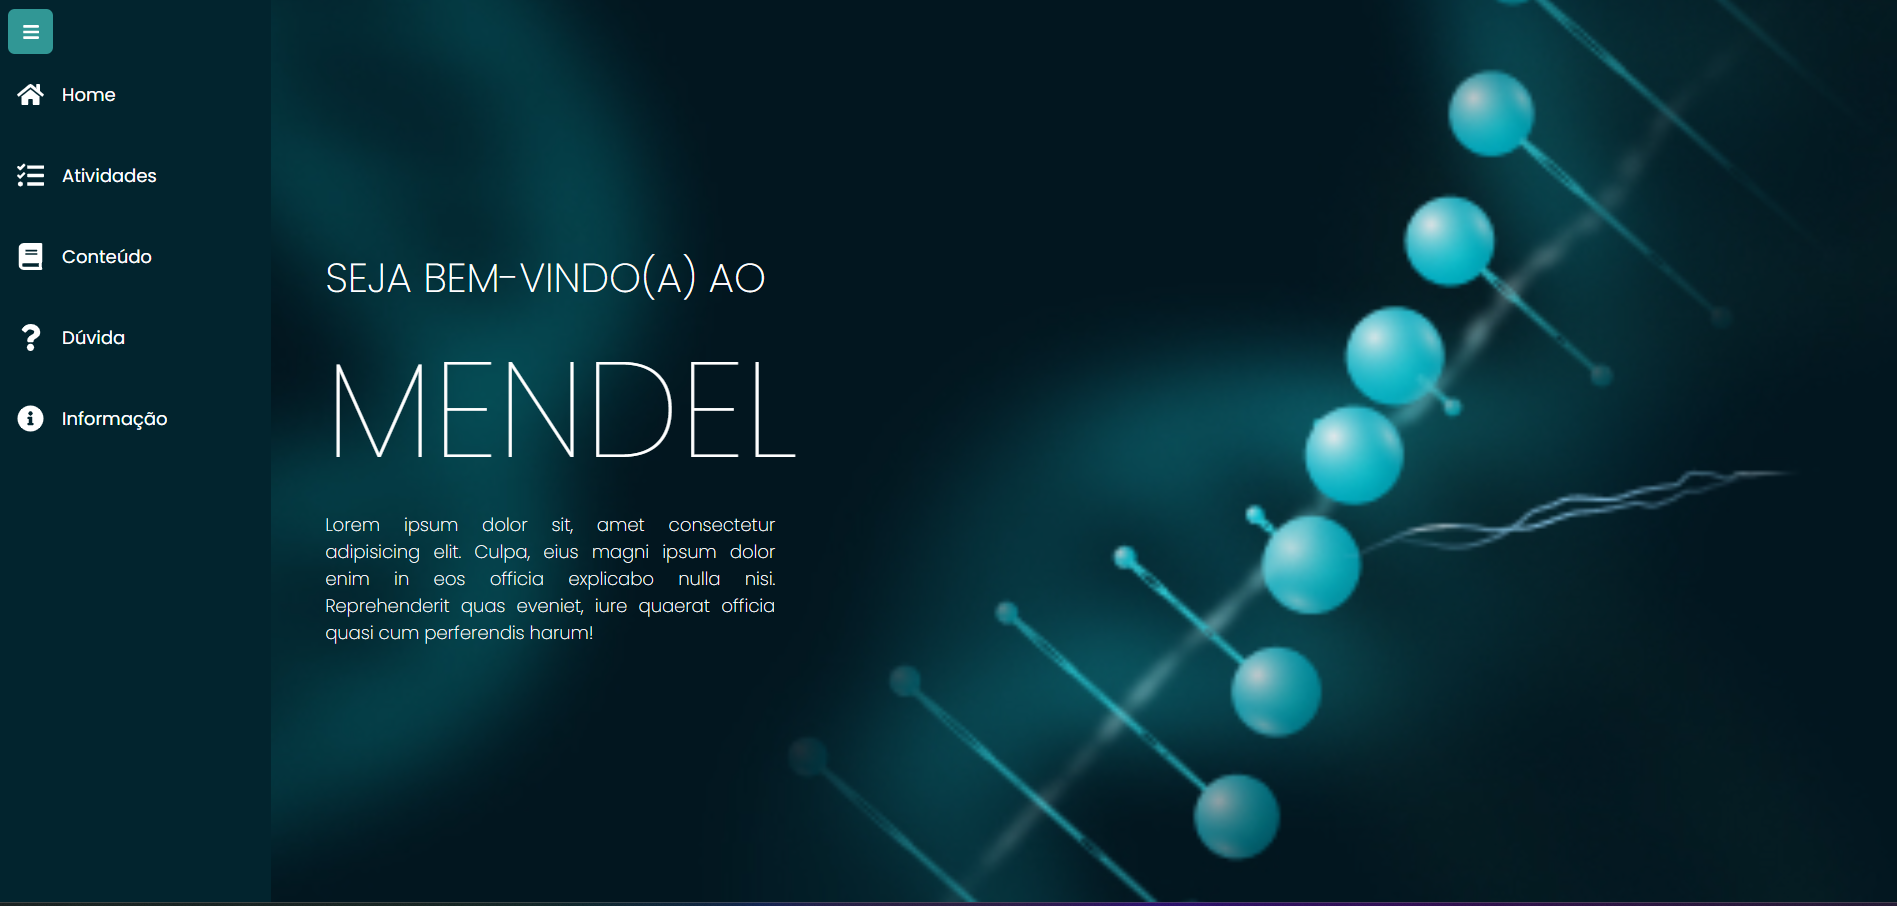 Home
Atividades
Conteúdo
Dúvida
Informação
SEJA BEM-VINDO(A) AO
MENDEL
Lorem ipsum dolor sit, amet consectetur
adipisicing elit. Culpa, eius magni ipsum dolor
enim in eos officia explicabo nulla nisi.
Reprehenderit quas eveniet, iure quaerat officia
quasi cum perferendis harum!